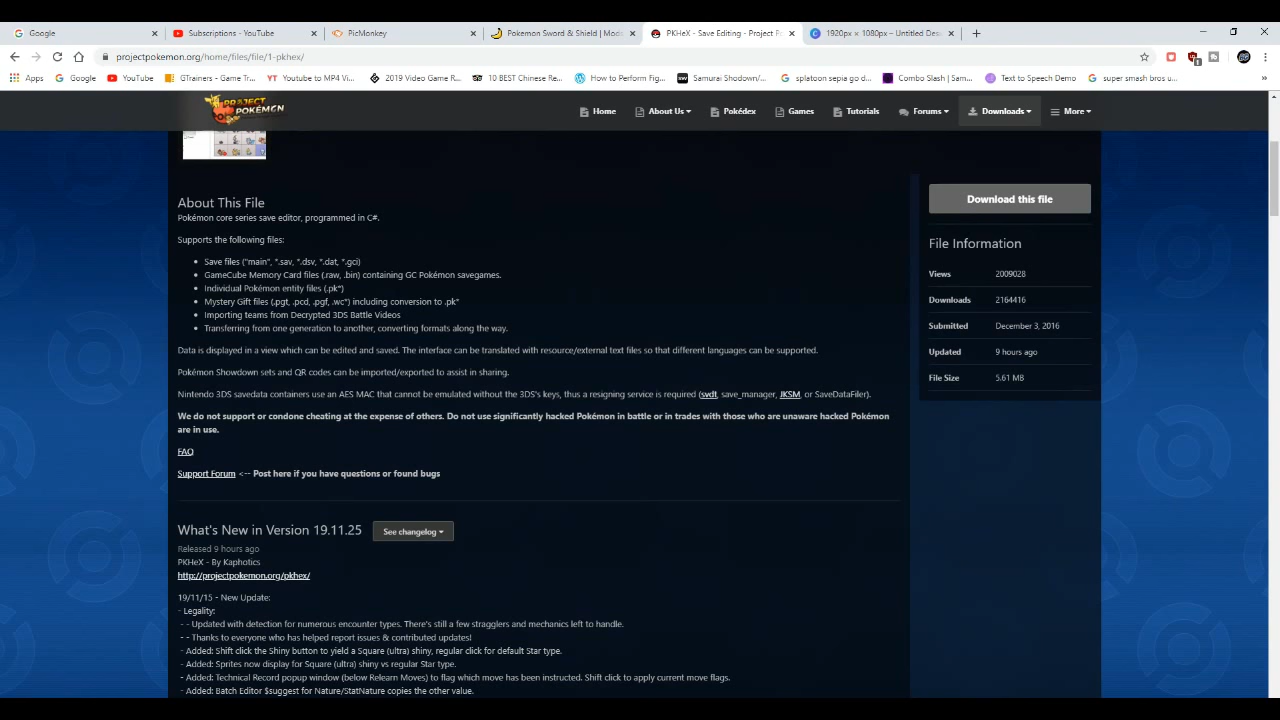 Google
Subscriptions - YouTube
PicMonkey
Pokemon Sword & Shield | Mods
PKHeX - Save Editing - Project Po
1920px × 1080px – Untitled Des
projectpokemon.org/home/files/file/1-pkhex/
Apps
Google
YouTube
GTrainers - Game Tr...
Youtube to MP4 Vi...
2019 Video Game R...
10 BEST Chinese Re...
How to Perform Fig...
Samurai Shodown/...
splatoon sepia go d...
Combo Slash | Sam...
Text to Speech Demo
super smash bros u...
PROJECT POKÉMON
Home
About Us
Pokédex
Games
Tutorials
Forums
Downloads
More
About This File
Pokémon core series save editor, programmed in C#.
Supports the following files:
Save files ("main", *.sav, *.dsv, *.dat, *.gci)
GameCube Memory Card files (.raw, .bin) containing GC Pokémon savegames.
Individual Pokémon entity files (.pk*)
Mystery Gift files (.pgt, .pcd, .pgf, .wc*) including conversion to .pk*
Importing teams from Decrypted 3DS Battle Videos
Transferring from one generation to another, converting formats along the way.
Data is displayed in a view which can be edited and saved. The interface can be translated with resource/external text files so that different languages can be supported.
Pokémon Showdown sets and QR codes can be imported/exported to assist in sharing.
Nintendo 3DS savedata containers use an AES MAC that cannot be emulated without the 3DS's keys, thus a resigning service is required (svdt, save_manager, JKSM, or SaveDataFiler).
We do not support or condone cheating at the expense of others. Do not use significantly hacked Pokémon in battle or in trades with those who are unaware hacked Pokémon
are in use.
FAQ
Support Forum <-- Post here if you have questions or found bugs
What's New in Version 19.11.25
See changelog
Released 9 hours ago
PKHeX - By Kaphotics
http://projectpokemon.org/pkhex/
19/11/15 - New Update:
- Legality:
- - Updated with detection for numerous encounter types. There's still a few stragglers and mechanics left to handle.
- - Thanks to everyone who has helped report issues & contributed updates!
- Added: Shift click the Shiny button to yield a Square (ultra) shiny, regular click for default Star type.
- Added: Sprites now display for Square (ultra) shiny vs regular Star type.
- Added: Technical Record popup window (below Relearn Moves) to flag which move has been instructed. Shift click to apply current move flags.
- Added: Batch Editor $suggest for Nature/StatNature copies the other value.
Download this file
File Information
Views 2009028
Downloads 2164416
Submitted December 3, 2016
Updated 9 hours ago
File Size 5.61 MB